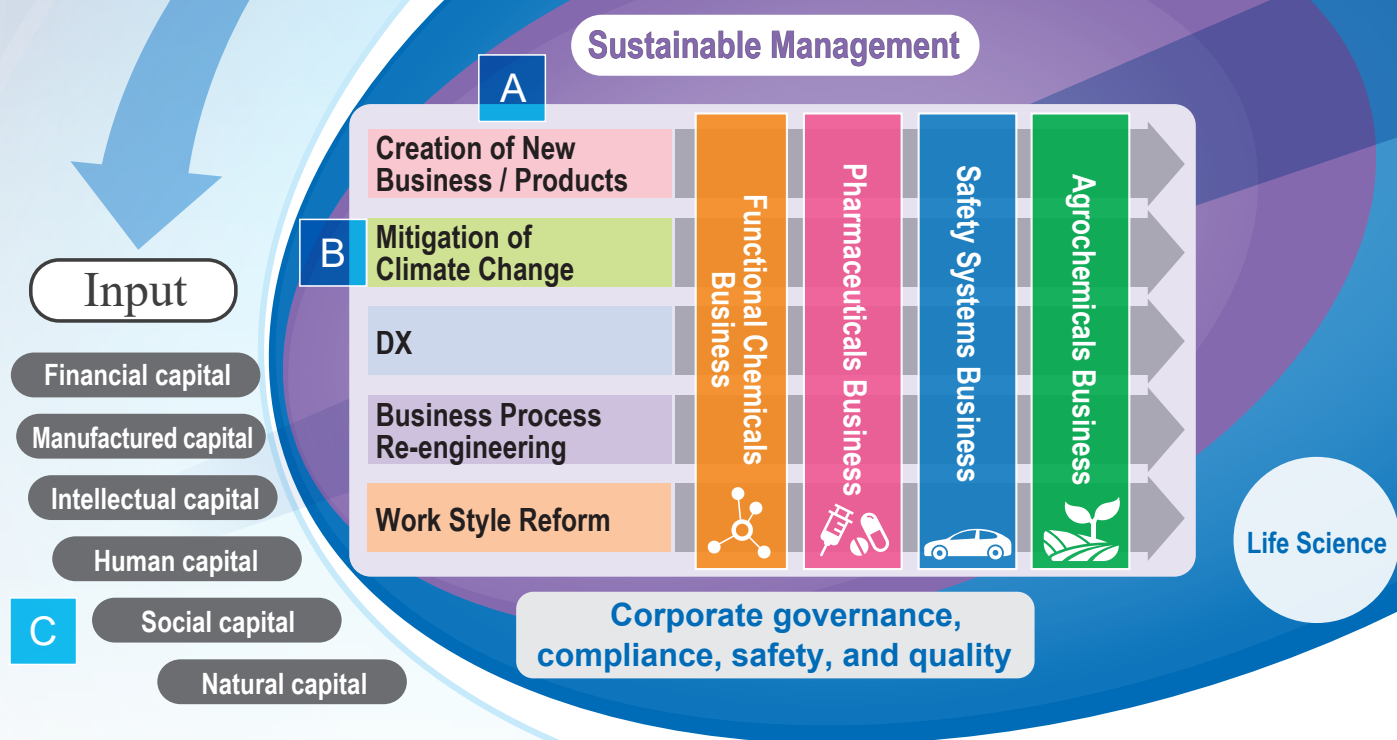 Sustainable Management
A
Creation of New
Business / Products
B
Mitigation of
Climate Change
DX
Business Process
Re-engineering
Work Style Reform
Functional Chemicals
Business
Pharmaceuticals Business
Safety Systems Business
Agrochemicals Business
Input
Financial capital
Manufactured capital
Intellectual capital
Human capital
C
Social capital
Natural capital
Corporate governance,
compliance, safety, and quality
Life Science